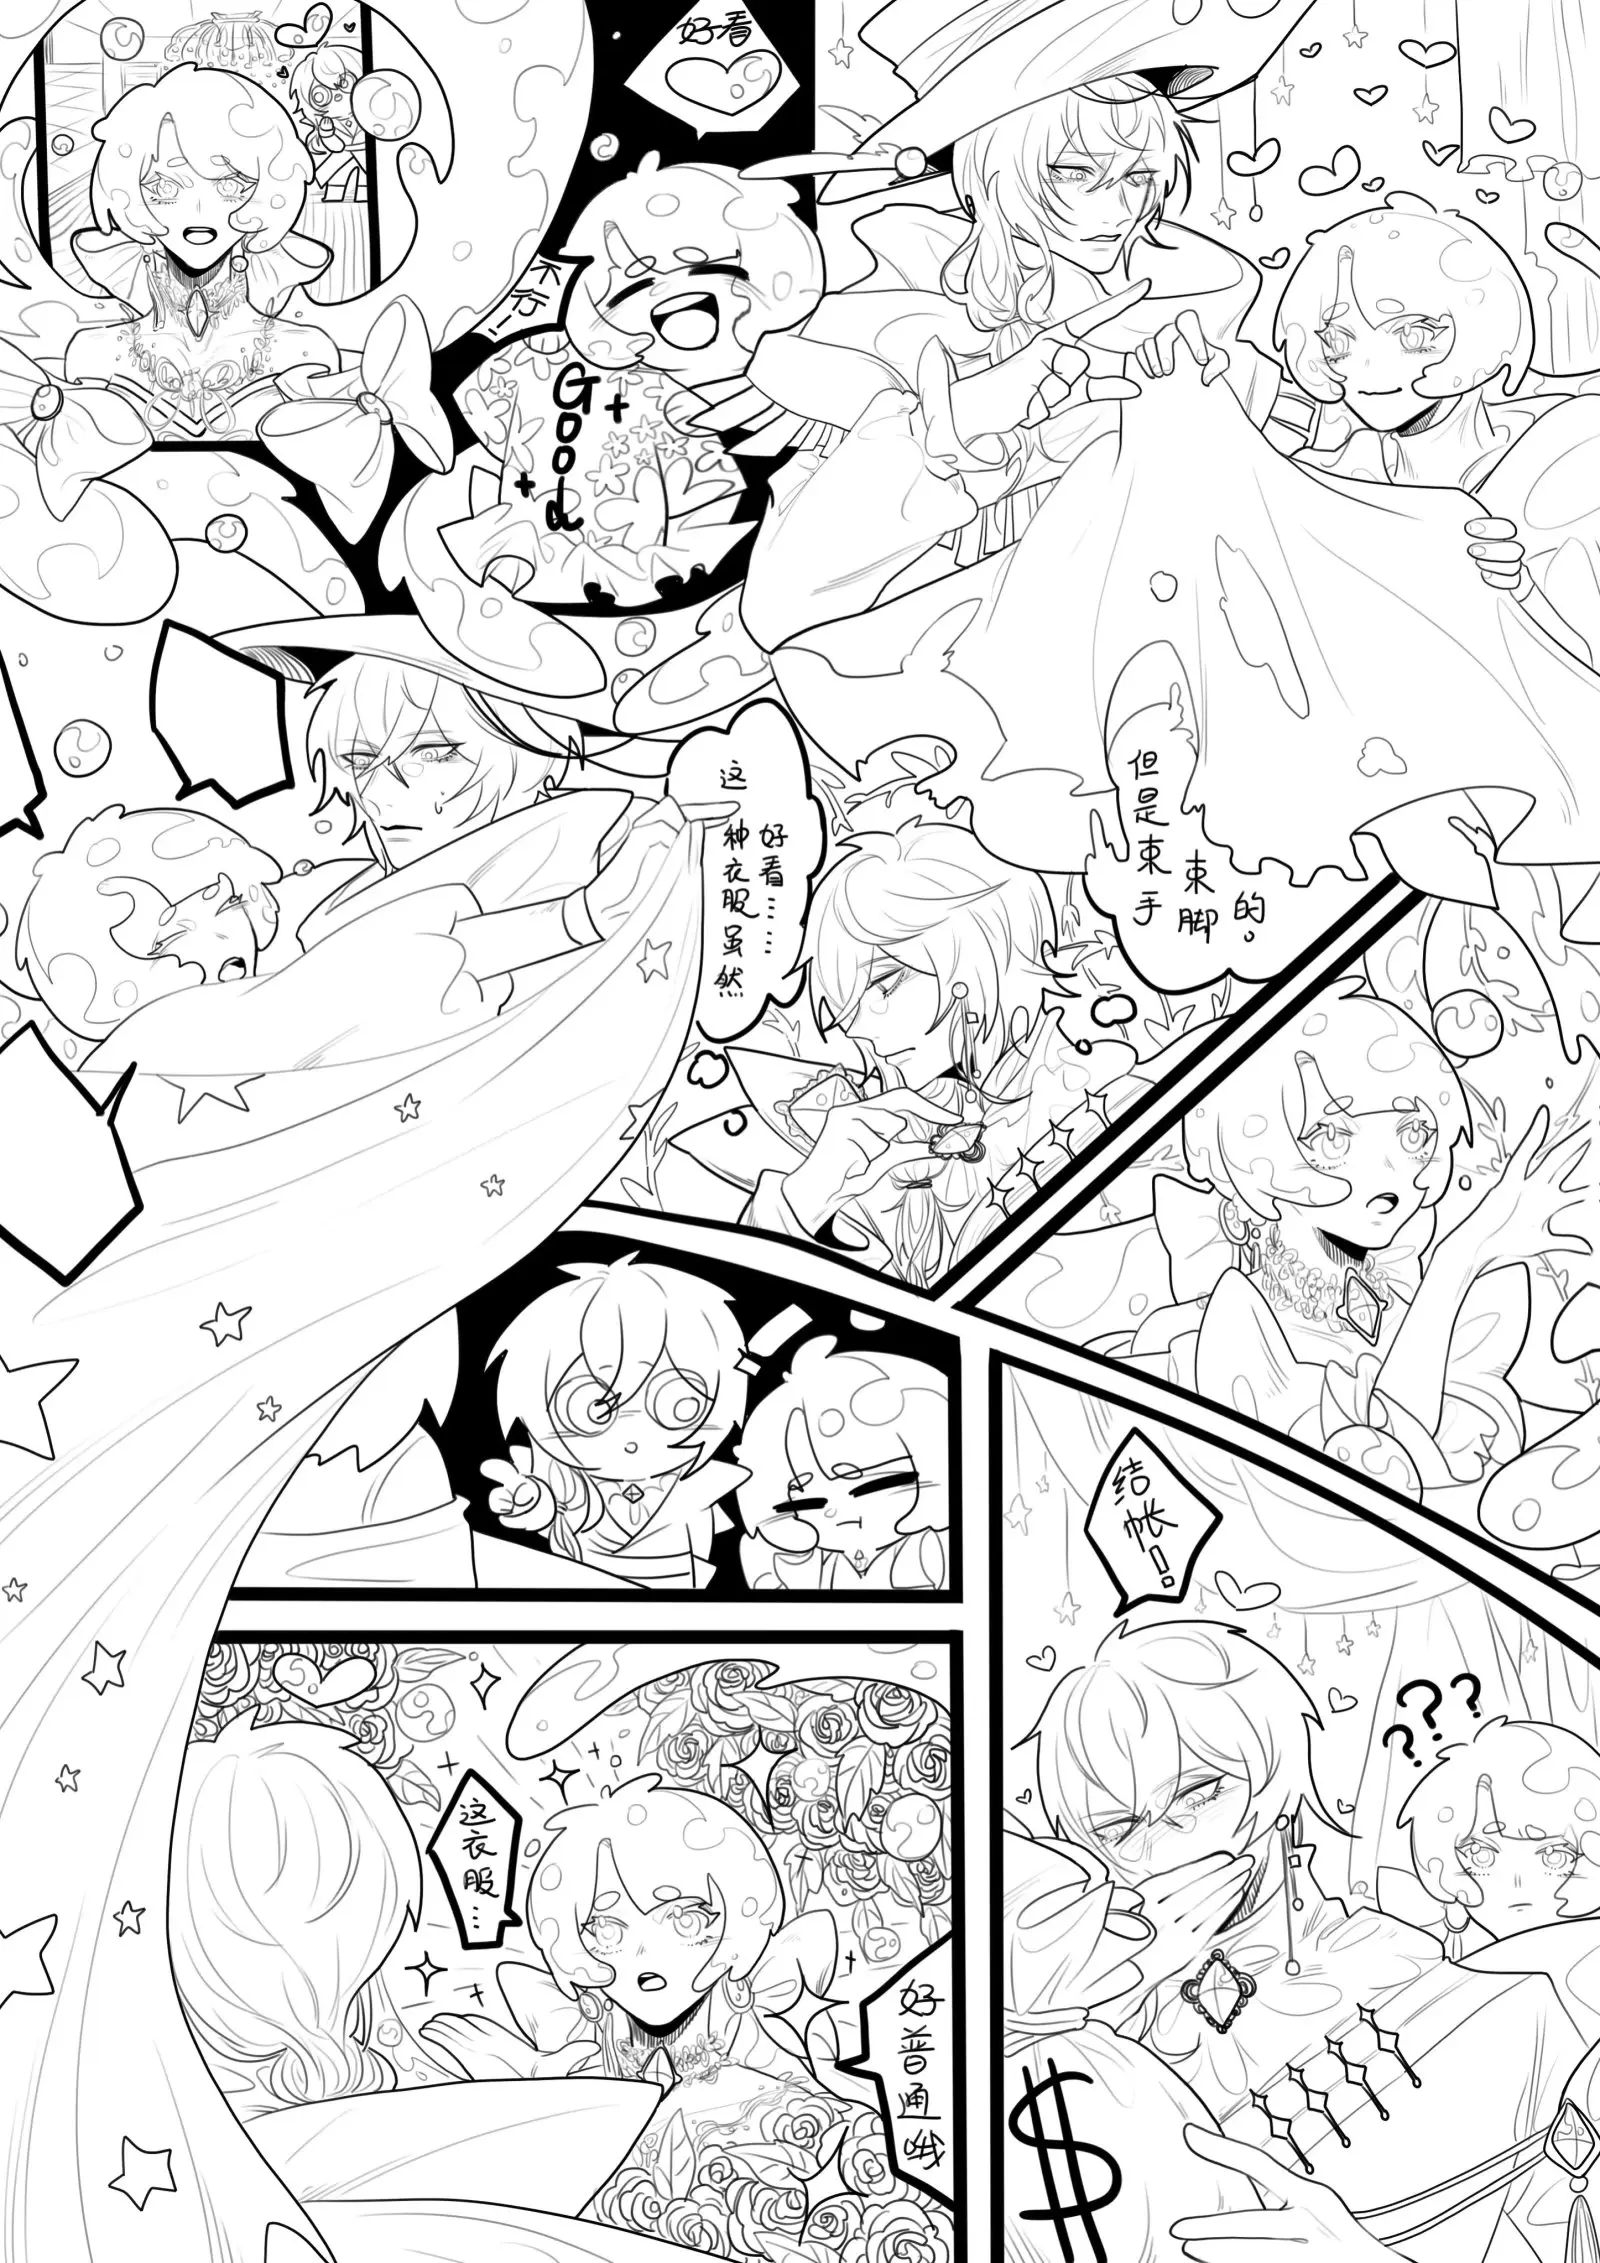 好看
不行！
Good
这种衣服虽然
好看……
但是束手
束脚
的。
结帐！
???
这衣服…
好普通哦
$